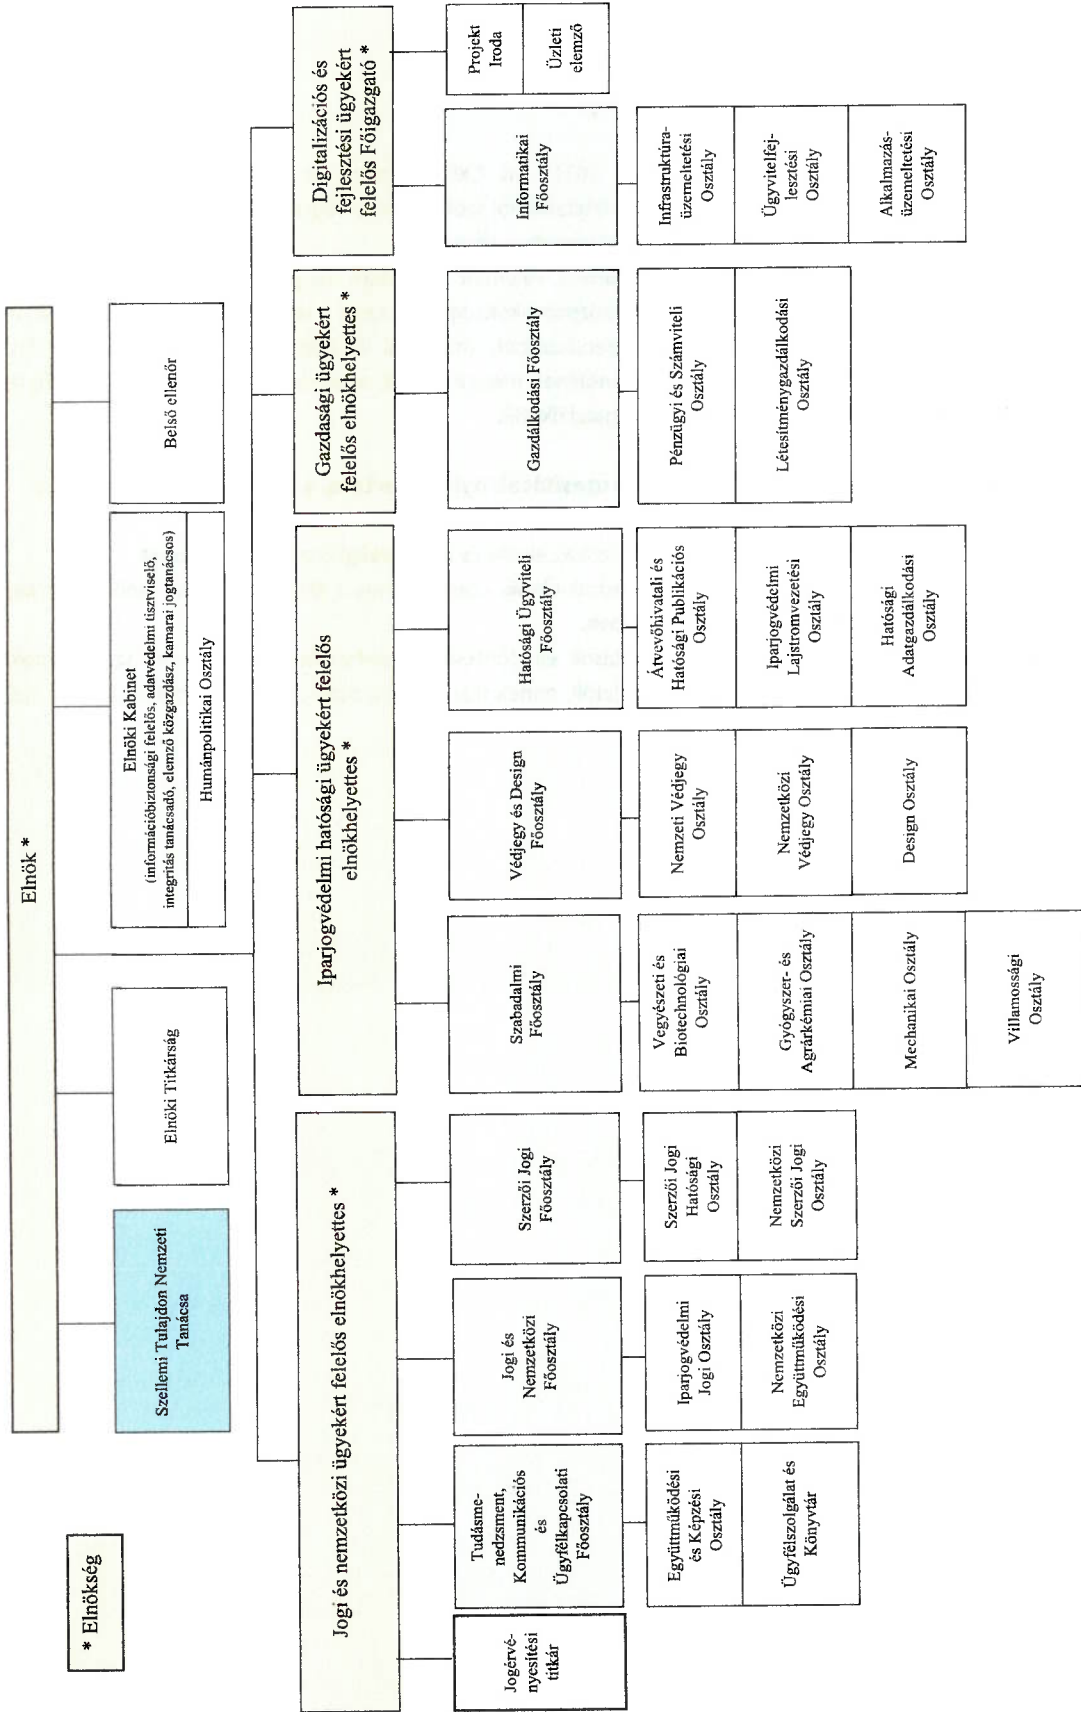 * Elnökség
Elnök *
Szellemi Tulajdon Nemzeti
Tanácsa
Elnöki Titkárság
Elnöki Kabinet
(információbiztonsági felelős, adatvédelmi tisztviselő,
integritás tanácsadó, elemző közgazdász, kamarai jogtanácsos)
Humánpolitikai Osztály
Belső ellenőr
Jogi és nemzetközi ügyekért felelős elnökhelyettes *
Iparjogvédelmi hatósági ügyekért felelős
elnökhelyettes *
Gazdasági ügyekért
felelős elnökhelyettes *
Digitalizációs és
fejlesztési ügyekért
felelős Főigazgató *
Jogérvé-
nyesítési
titkár
Tudásme-
nedzsment,
Kommunikációs
és
Ügyfélkapcsolati
Főosztály
Együttműködési
és Képzési
Osztály
Ügyfélszolgálat és
Könyvtár
Jogi és
Nemzetközi
Főosztály
Iparjogvédelmi
Jogi Osztály
Nemzetközi
Együttműködési
Osztály
Szerzői Jogi
Főosztály
Szerzői Jogi
Hatósági
Osztály
Nemzetközi
Szerzői Jogi
Osztály
Szabadalmi
Főosztály
Vegyészeti és
Biotechnológiai
Osztály
Gyógyszer- és
Agrárkémiai Osztály
Mechanikai Osztály
Villamossági
Osztály
Védjegy és Design
Főosztály
Nemzeti Védjegy
Osztály
Nemzetközi
Védjegy Osztály
Design Osztály
Hatósági Ügyviteli
Főosztály
Átvevőhivatali és
Hatósági Publikációs
Osztály
Iparjogvédelmi
Lajstromvezetési
Osztály
Hatósági
Adatgazdálkodási
Osztály
Gazdálkodási Főosztály
Pénzügyi és Számviteli
Osztály
Létesítménygazdálkodási
Osztály
Informatikai
Főosztály
Infrastruktúra-
üzemeltetési
Osztály
Ügyvitelfej-
lesztési
Osztály
Alkalmazás-
üzemeltetési
Osztály
Projekt
Iroda
Üzleti
elemző